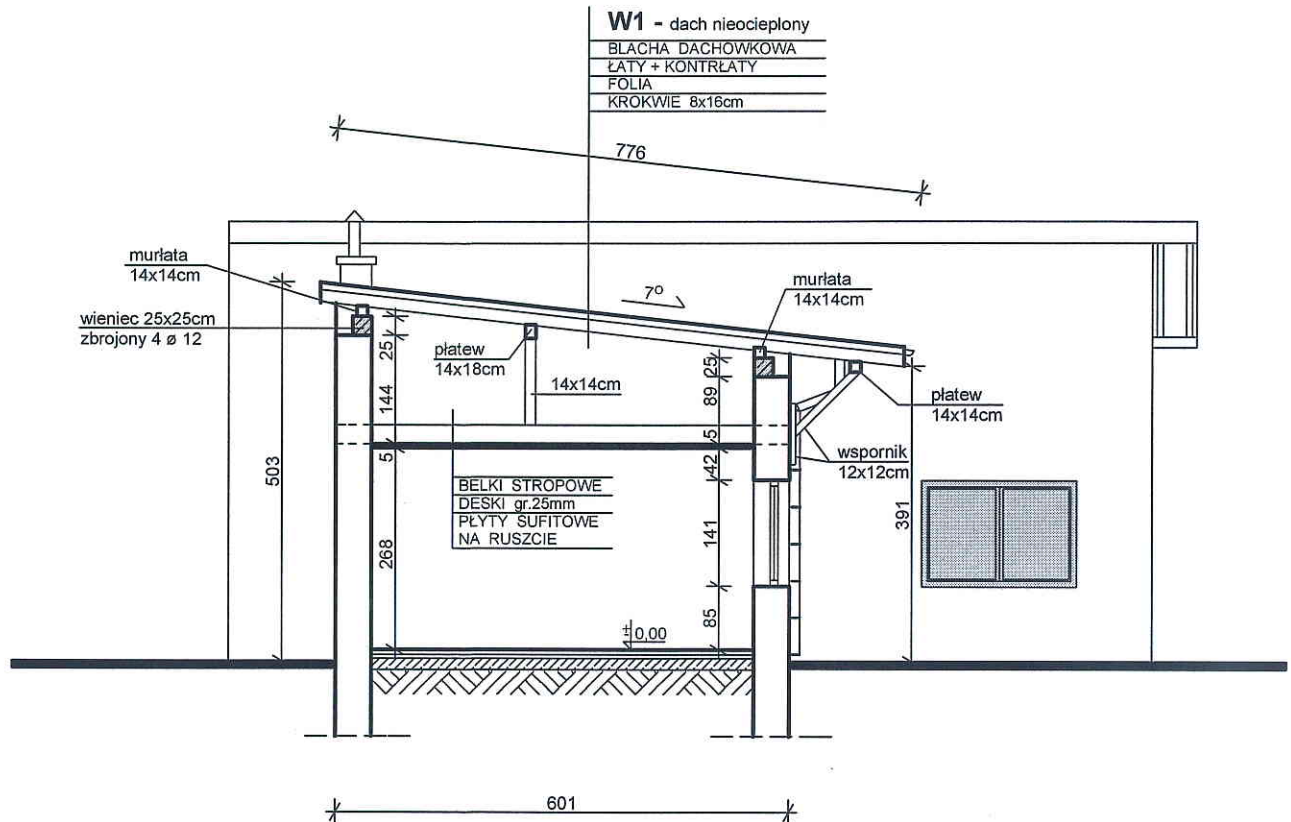 W1 - dach nieocieplony
BLACHA DACHOWKOWA
ŁATY + KONTRŁATY
FOLIA
KROKWIE 8x16cm
776
murłata
14x14cm
wieniec 25x25cm
zbrojony 4 ø 12
7°
murłata
14x14cm
płatew
14x18cm
14x14cm
płatew
14x14cm
wspornik
12x12cm
25
144
5
268
503
25
89
5
42
141
85
391
BELKI STROPOWE
DESKI gr.25mm
PŁYTY SUFITOWE
NA RUSZCIE
± 0,00
601